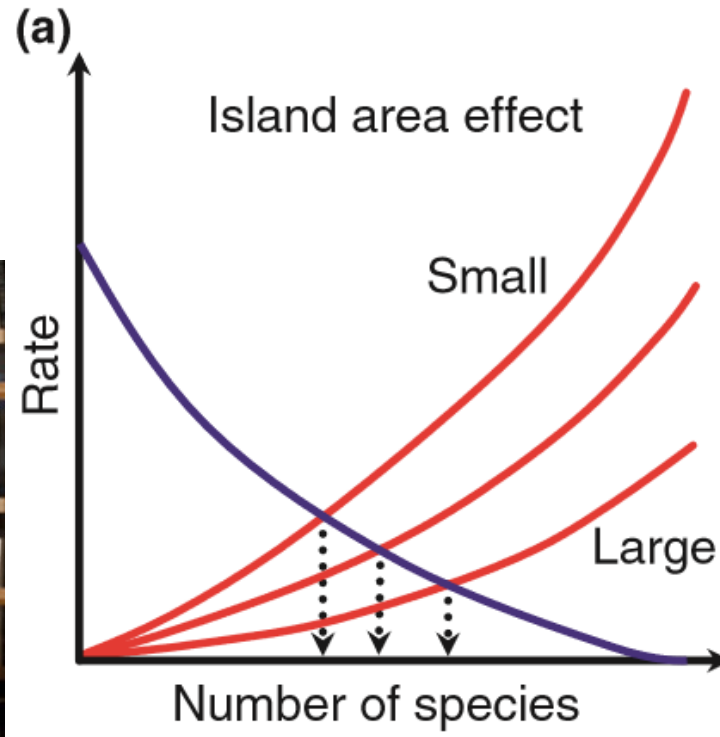 (a)
Island area effect
Small
Rate
Large
Number of species